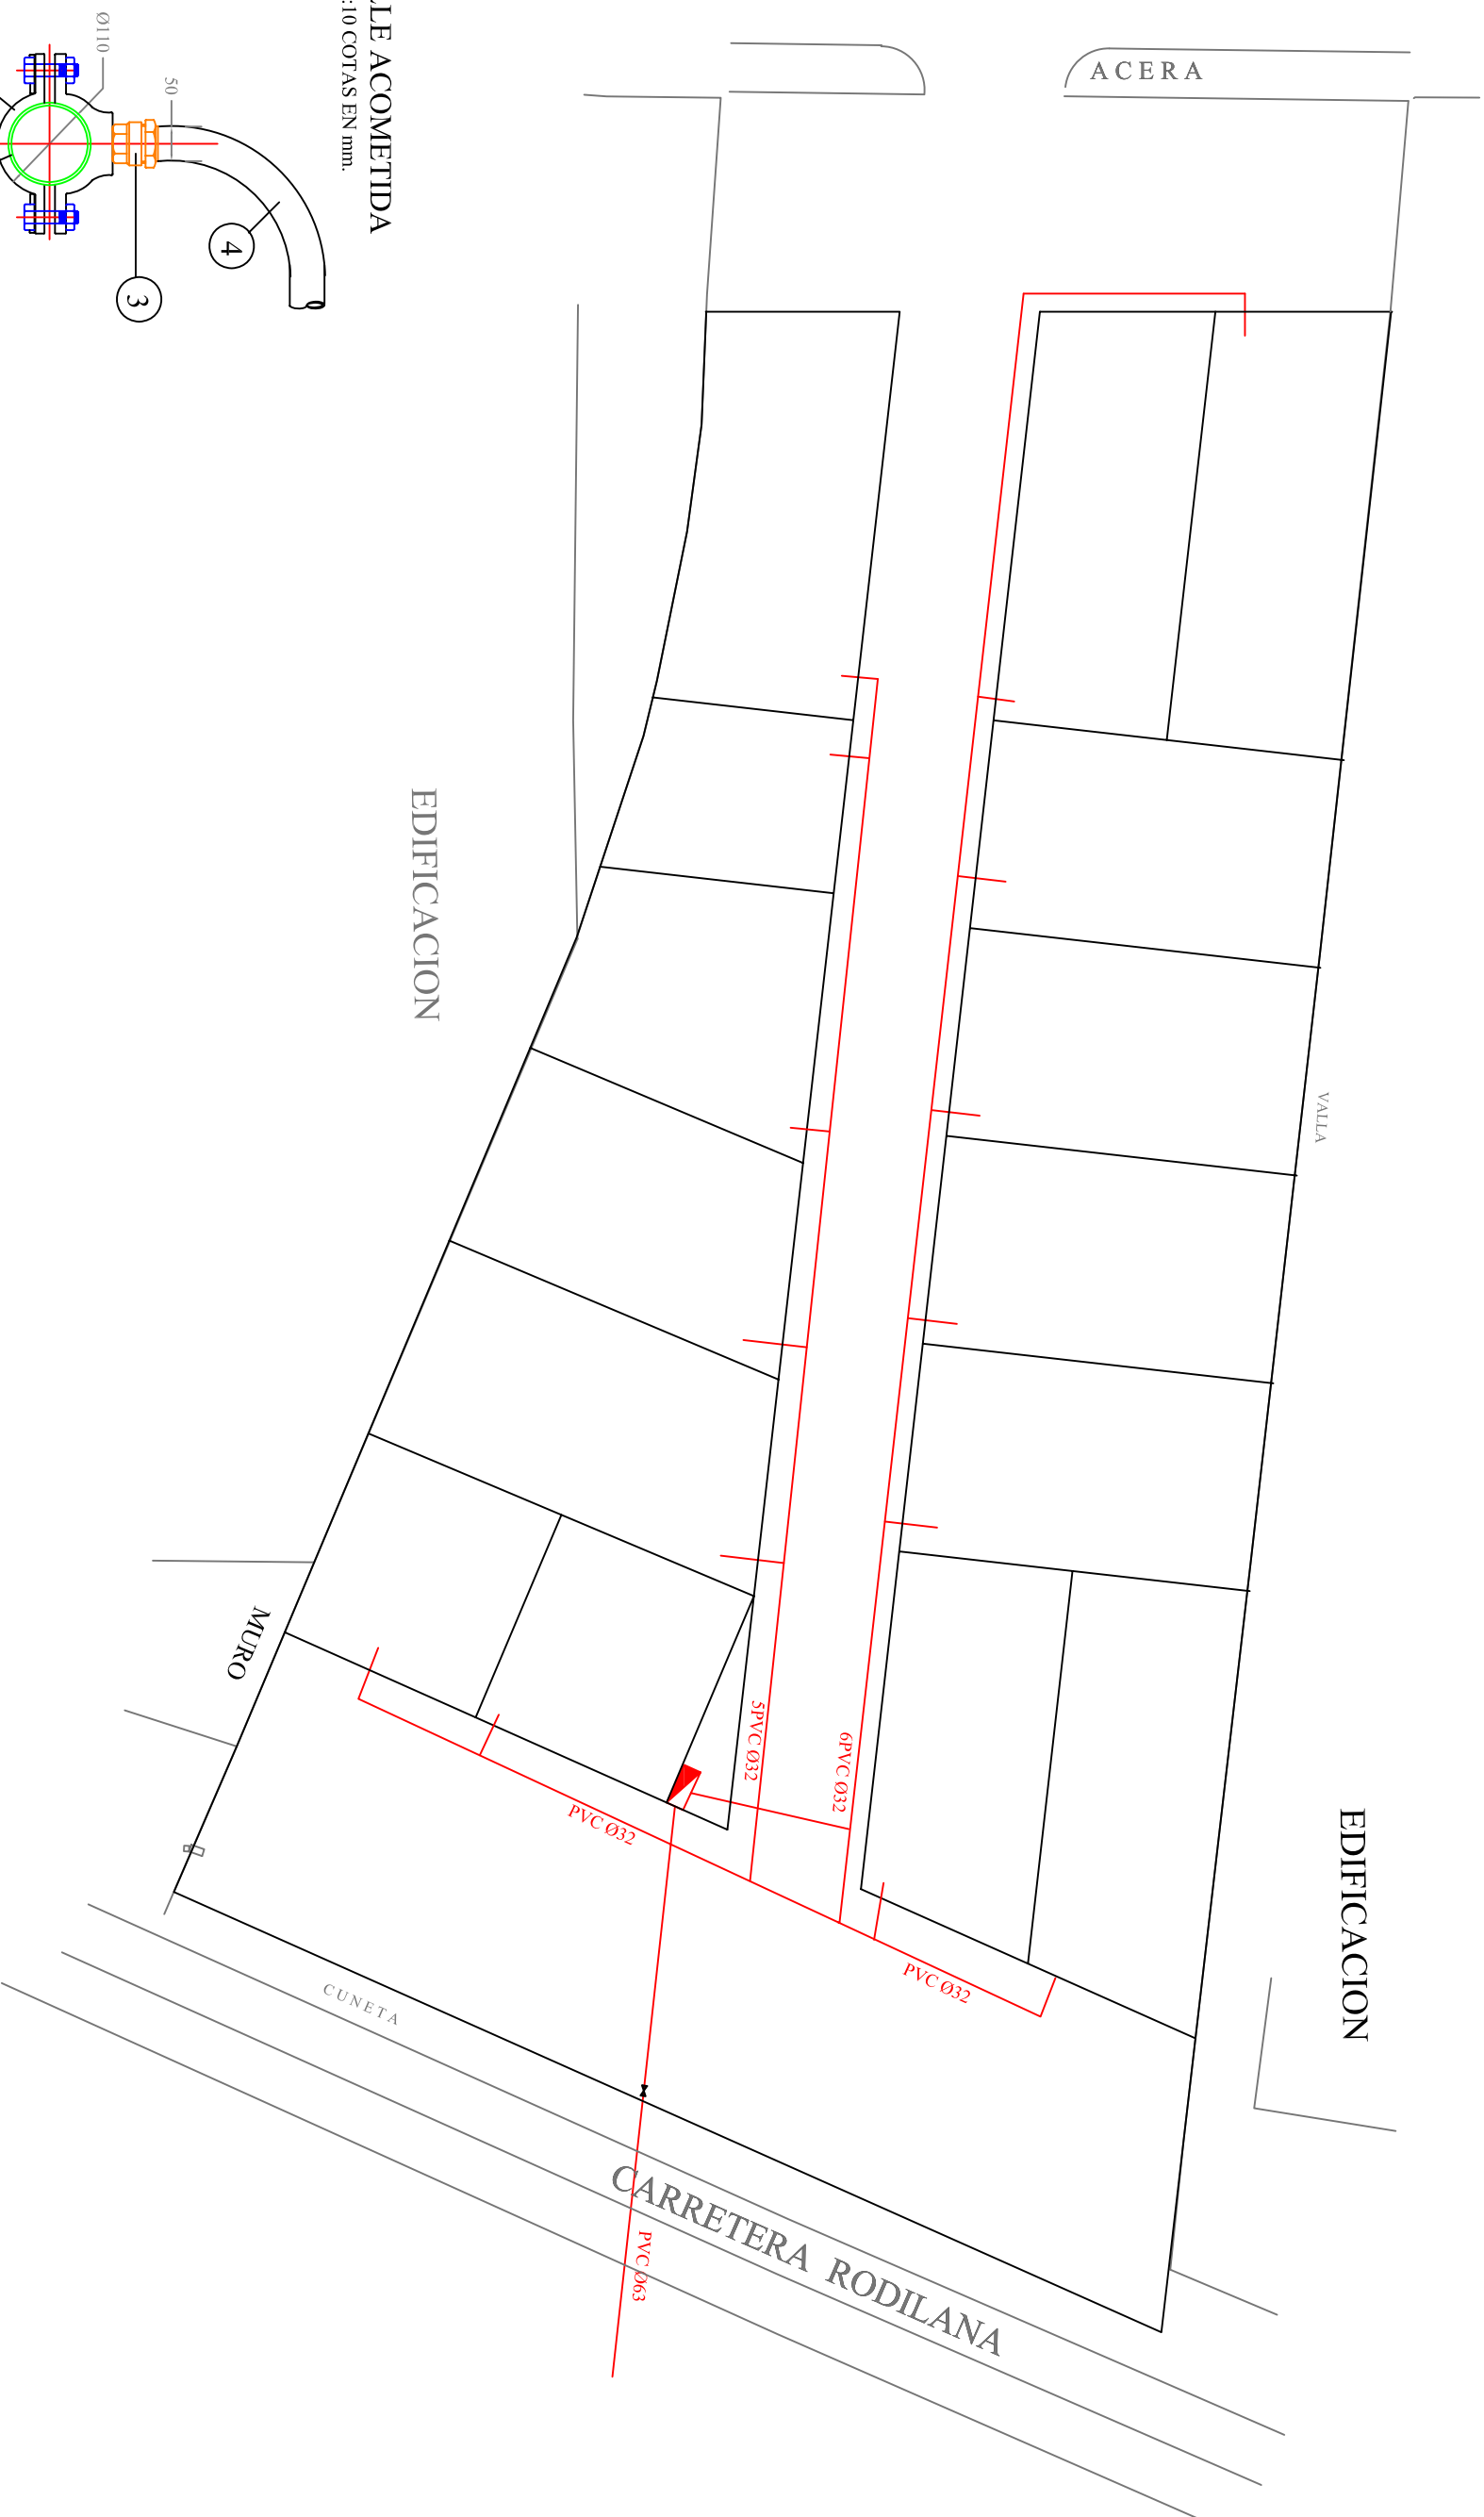 LE ACOMETIDA
:10 COTAS EN mm.
Ø110
50
4
3
ACERA
EDIFICACION
VALLA
MURO
5PVC Ø32
6PVC Ø32
PVC Ø32
PVC Ø32
EDIFICACION
CUNETA
CARRETERA RODILANA
PVC Ø63